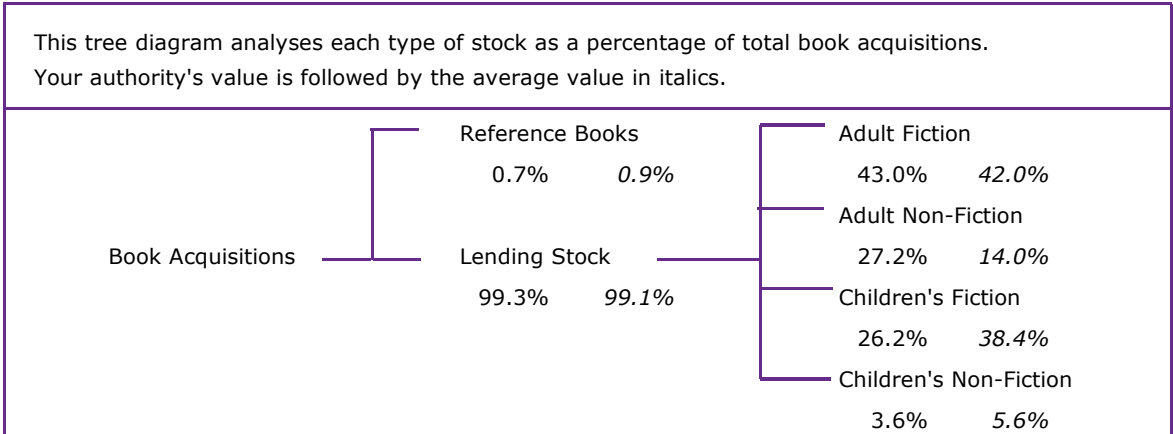 This tree diagram analyses each type of stock as a percentage of total book acquisitions.
Your authority's value is followed by the average value in italics.
Reference Books
0.7% 0.9%
Book Acquisitions
Lending Stock
99.3% 99.1%
Adult Fiction
43.0% 42.0%
Adult Non-Fiction
27.2% 14.0%
Children's Fiction
26.2% 38.4%
Children's Non-Fiction
3.6% 5.6%